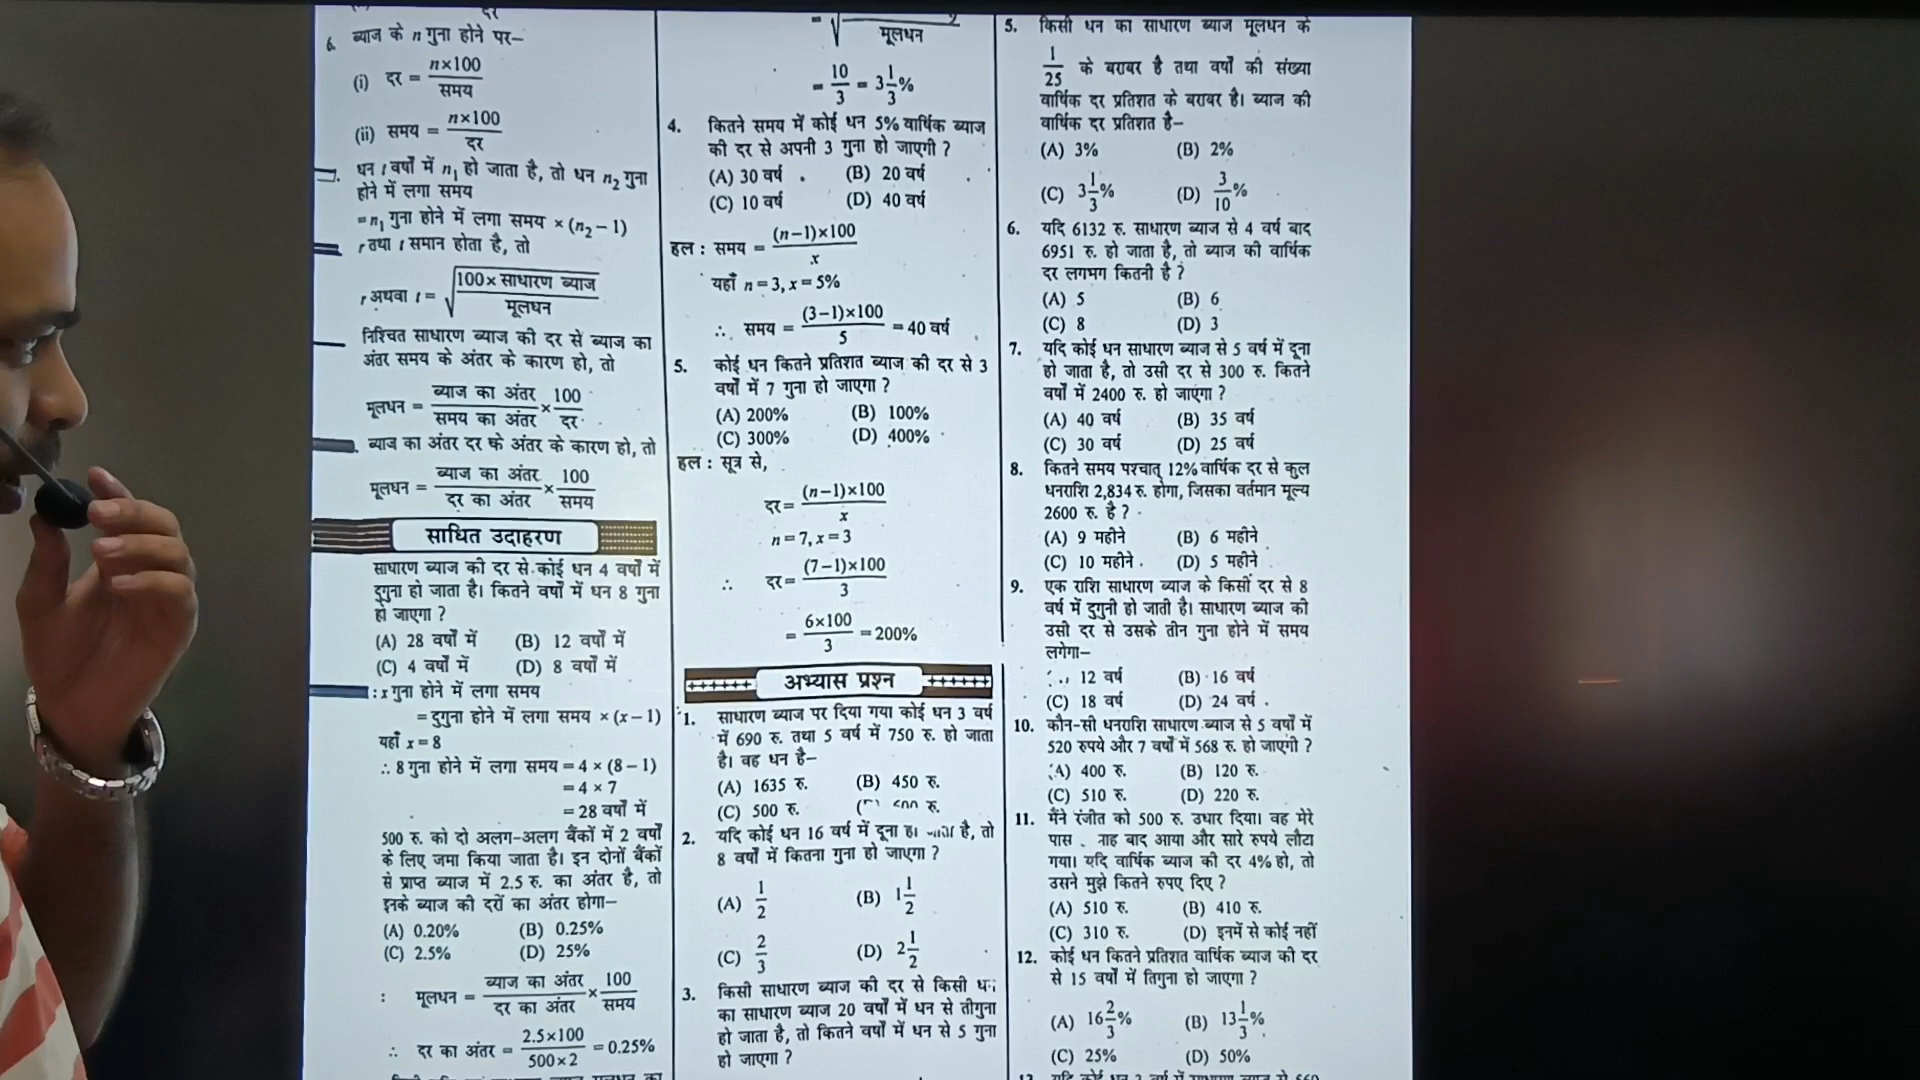 6. ब्याज के n गुना होने पर–
(i) दर = n×100/समय
(ii) समय = n×100/दर
धन t वर्षों में n₁ हो जाता है, तो धन n₂ गुना
होने में लगा समय
= n₁ गुना होने में लगा समय × (n₂ – 1)
r तथा t समान होता है, तो
r अथवा t = √(100× साधारण ब्याज/मूलधन)
निश्चित साधारण ब्याज की दर से ब्याज का
अंतर समय के अंतर के कारण हो, तो
मूलधन = ब्याज का अंतर/समय का अंतर × 100/दर
ब्याज का अंतर दर के अंतर के कारण हो, तो
मूलधन = ब्याज का अंतर/दर का अंतर × 100/समय
साधित उदाहरण
साधारण ब्याज की दर से कोई धन 4 वर्षों में
दुगुना हो जाता है। कितने वर्षों में धन 8 गुना
हो जाएगा ?
(A) 28 वर्षों में (B) 12 वर्षों में
(C) 4 वर्षों में (D) 8 वर्षों में
: x गुना होने में लगा समय
= दुगुना होने में लगा समय × (x – 1)
यहाँ x = 8
∴ 8 गुना होने में लगा समय = 4 × (8 – 1)
= 4 × 7
= 28 वर्षों में
500 रु. को दो अलग-अलग बैंकों में 2 वर्षों
के लिए जमा किया जाता है। इन दोनों बैंकों
से प्राप्त ब्याज में 2.5 रु. का अंतर है, तो
इनके ब्याज की दरों का अंतर होगा–
(A) 0.20% (B) 0.25%
(C) 2.5% (D) 25%
: मूलधन = ब्याज का अंतर/दर का अंतर × 100/समय
∴ दर का अंतर = 2.5×100/500×2 = 0.25%
मूलधन
= 10/3 = 3 1/3%
4. कितने समय में कोई धन 5% वार्षिक ब्याज
की दर से अपनी 3 गुना हो जाएगी ?
(A) 30 वर्ष (B) 20 वर्ष
(C) 10 वर्ष (D) 40 वर्ष
हल : समय = (n–1)×100/x
यहाँ n = 3, x = 5%
∴ समय = (3–1)×100/5 = 40 वर्ष
5. कोई धन कितने प्रतिशत ब्याज की दर से 3
वर्षों में 7 गुना हो जाएगा ?
(A) 200% (B) 100%
(C) 300% (D) 400%
हल : सूत्र से,
दर = (n–1)×100/x
n = 7, x = 3
∴ दर = (7–1)×100/3
= 6×100/3 = 200%
अभ्यास प्रश्न
1. साधारण ब्याज पर दिया गया कोई धन 3 वर्ष
में 690 रु. तथा 5 वर्ष में 750 रु. हो जाता
है। वह धन है–
(A) 1635 रु. (B) 450 रु.
(C) 500 रु. रु.
2. यदि कोई धन 16 वर्ष में दूना है, तो
8 वर्षों में कितना गुना हो जाएगा ?
(A) 1/2 (B) 1 1/2
(C) 2/3 (D) 2 1/2
3. किसी साधारण ब्याज की दर से किसी
का साधारण ब्याज 20 वर्षों में धन से तीगुना
हो जाता है, तो कितने वर्षों में धन से 5 गुना
हो जाएगा ?
5. किसी धन का साधारण ब्याज मूलधन के
1/25 के बराबर है तथा वर्षों की संख्या
वार्षिक दर प्रतिशत के बराबर है। ब्याज की
वार्षिक दर प्रतिशत है–
(A) 3% (B) 2%
(C) 3 1/3% (D) 3/10%
6. यदि 6132 रु. साधारण ब्याज से 4 वर्ष बाद
6951 रु. हो जाता है, तो ब्याज की वार्षिक
दर लगभग कितनी है ?
(A) 5 (B) 6
(C) 8 (D) 3
7. यदि कोई धन साधारण ब्याज से 5 वर्ष में दूना
हो जाता है, तो उसी दर से 300 रु. कितने
वर्षों में 2400 रु. हो जाएंगा ?
(A) 40 वर्ष (B) 35 वर्ष
(C) 30 वर्ष (D) 25 वर्ष
8. कितने समय पश्चात् 12% वार्षिक दर से कुल
धनराशि 2,834 रु. होगा, जिसका वर्तमान मूल्य
2600 रु. है ?
(A) 9 महीने (B) 6 महीने
(C) 10 महीने (D) 5 महीने
9. एक राशि साधारण ब्याज के किसी दर से 8
वर्ष में दुगुनी हो जाती है। साधारण ब्याज की
उसी दर से उसके तीन गुना होने में समय
लगेगा–
12 वर्ष (B) 16 वर्ष
(C) 18 वर्ष (D) 24 वर्ष
10. कौन-सी धनराशि साधारण ब्याज से 5 वर्षों में
520 रुपये और 7 वर्षों में 568 रु. हो जाएगी ?
(A) 400 रु. (B) 120 रु.
(C) 510 रु. (D) 220 रु.
11. मैंने रंजीत को 500 रु. उधार दिया। वह मेरे
पास बाद आया और सारे रुपये लौटा
गया। यदि वार्षिक ब्याज की दर 4% हो, तो
उसने मुझे कितने रुपए दिए ?
(A) 510 रु. (B) 410 रु.
(C) 310 रु. (D) इनमें से कोई नहीं
12. कोई धन कितने प्रतिशत वार्षिक ब्याज की दर
से 15 वर्षों में तिगुना हो जाएगा ?
(A) 16 2/3% (B) 13 1/3%
(C) 25% (D) 50%